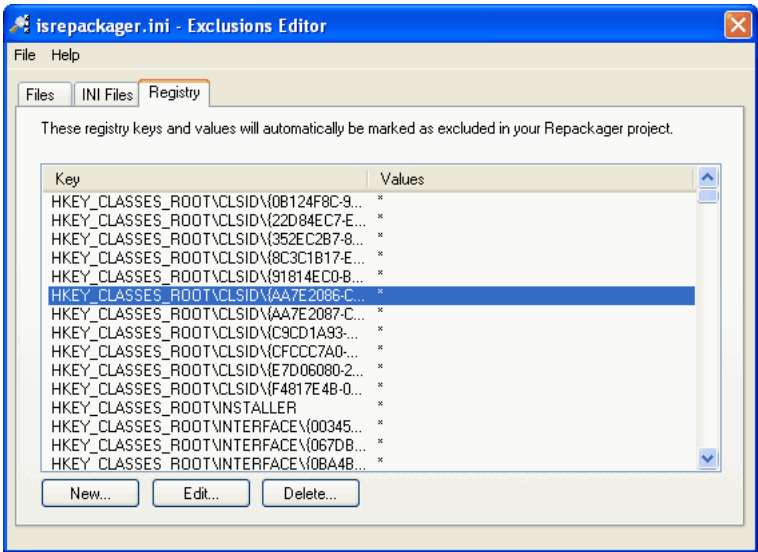 isrepackager.ini - Exclusions Editor
File Help
Files INI Files Registry
These registry keys and values will automatically be marked as excluded in your Repackager project.
Key Values
HKEY_CLASSES_ROOT\CLSID\{0B124F8C-9... *
HKEY_CLASSES_ROOT\CLSID\{22D84EC7-E... *
HKEY_CLASSES_ROOT\CLSID\{352EC2B7-8... *
HKEY_CLASSES_ROOT\CLSID\{8C3C1B17-E... *
HKEY_CLASSES_ROOT\CLSID\{91814EC0-B... *
HKEY_CLASSES_ROOT\CLSID\{AA7E2086-C... *
HKEY_CLASSES_ROOT\CLSID\{AA7E2087-C... *
HKEY_CLASSES_ROOT\CLSID\{C9CD1A93-... *
HKEY_CLASSES_ROOT\CLSID\{CFCCC7A0-... *
HKEY_CLASSES_ROOT\CLSID\{E7D06080-2... *
HKEY_CLASSES_ROOT\CLSID\{F4817E4B-0... *
HKEY_CLASSES_ROOT\INSTALLER *
HKEY_CLASSES_ROOT\INTERFACE\{00345... *
HKEY_CLASSES_ROOT\INTERFACE\{067DB... *
HKEY_CLASSES_ROOT\INTERFACE\{0BA4B... *
New... Edit... Delete...